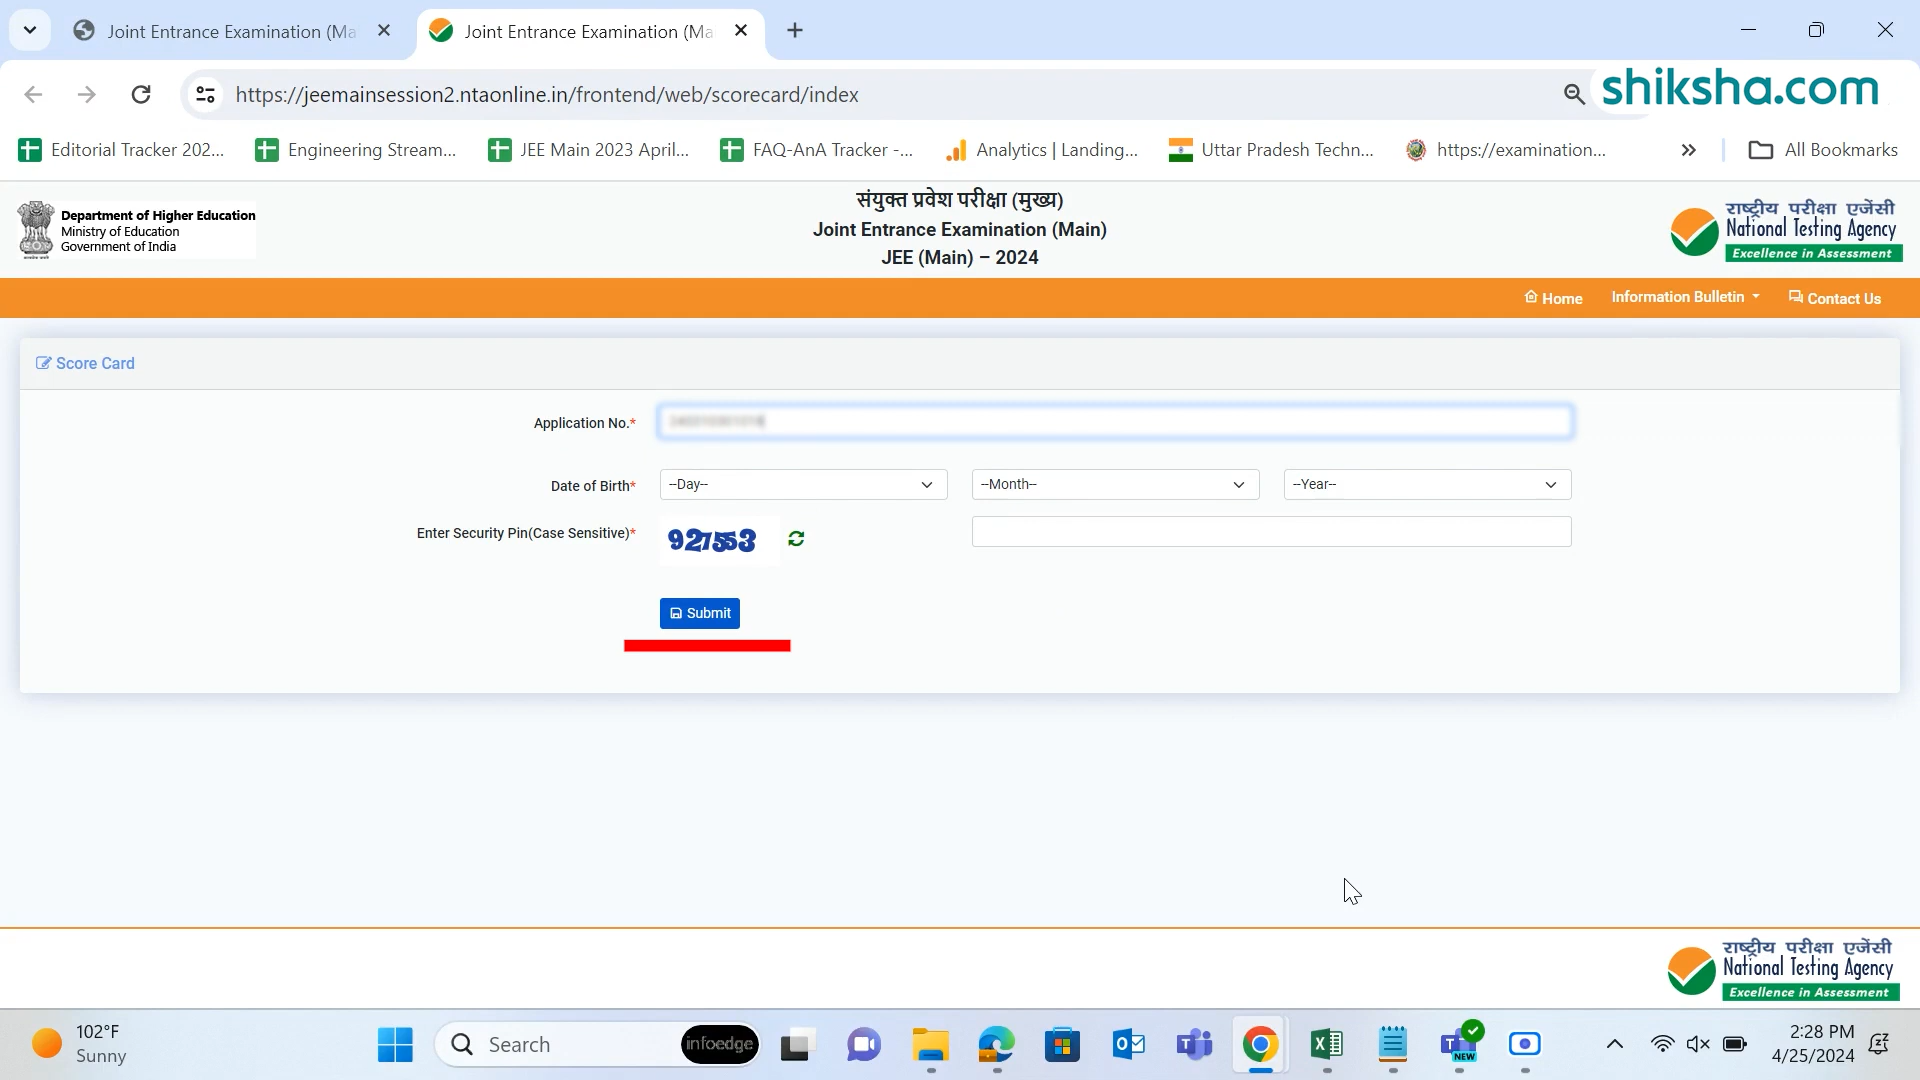 Joint Entrance Examination (Ma
Joint Entrance Examination (Ma
https://jeemainsession2.ntaonline.in/frontend/web/scorecard/index
shiksha.com
Editorial Tracker 202...
Engineering Stream...
JEE Main 2023 April...
FAQ-AnA Tracker -...
Analytics | Landing...
Uttar Pradesh Techn...
https://examination...
All Bookmarks
Department of Higher Education
Ministry of Education
Government of India
संयुक्त प्रवेश परीक्षा (मुख्य)
Joint Entrance Examination (Main)
JEE (Main) – 2024
राष्ट्रीय परीक्षा एजेंसी
National Testing Agency
Excellence in Assessment
Home
Information Bulletin
Contact Us
Score Card
Application No.*
Date of Birth*
--Day--
--Month--
--Year--
Enter Security Pin(Case Sensitive)*
927553
Submit
राष्ट्रीय परीक्षा एजेंसी
National Testing Agency
Excellence in Assessment
102°F
Sunny
Search
infoedge
NEW
2:28 PM
4/25/2024